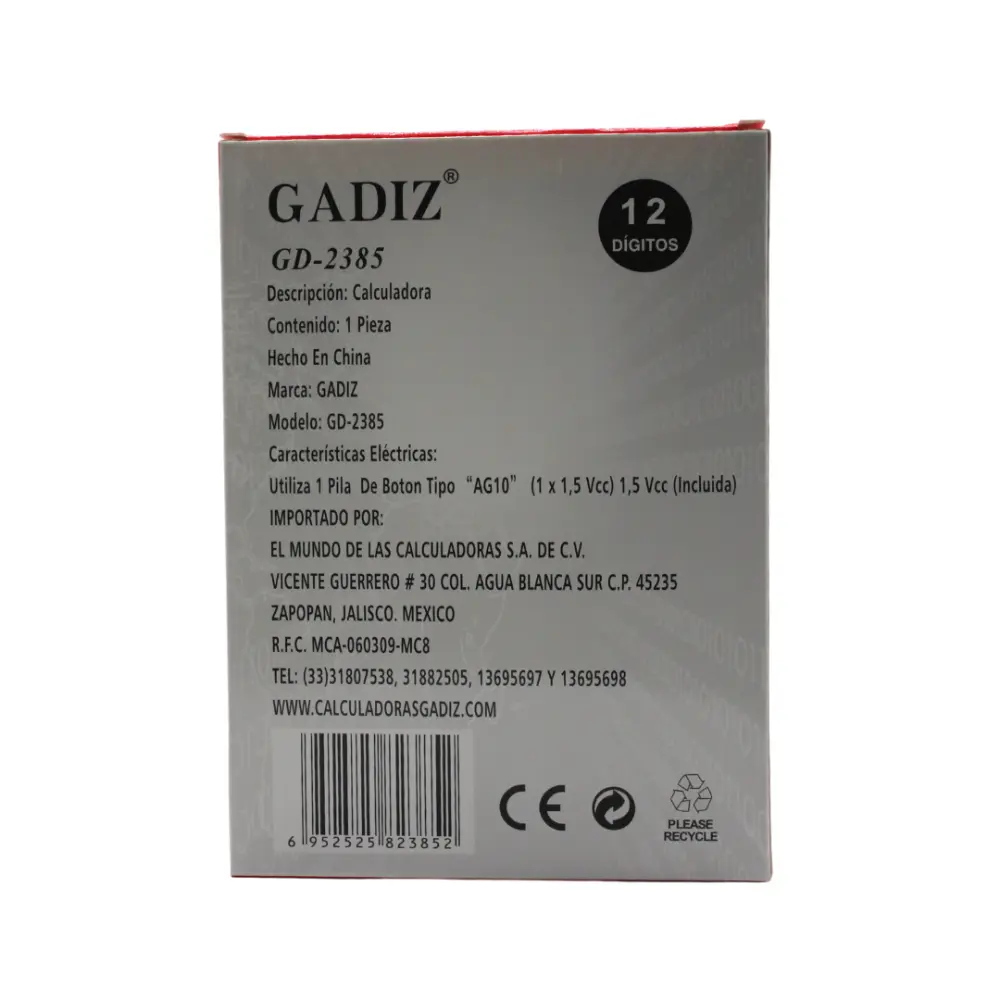 GADIZ®
12
DÍGITOS
GD-2385
Descripción: Calculadora
Contenido: 1 Pieza
Hecho En China
Marca: GADIZ
Modelo: GD-2385
Características Eléctricas:
Utiliza 1 Pila De Boton Tipo “AG10” (1 x 1,5 Vcc) 1,5 Vcc (Incluida)
IMPORTADO POR:
EL MUNDO DE LAS CALCULADORAS S.A. DE C.V.
VICENTE GUERRERO # 30 COL. AGUA BLANCA SUR C.P. 45235
ZAPOPAN, JALISCO. MEXICO
R.F.C. MCA-060309-MC8
TEL: (33)31807538, 31882505, 13695697 Y 13695698
WWW.CALCULADORASGADIZ.COM
6 952525 823852
CE
PLEASE
RECYCLE